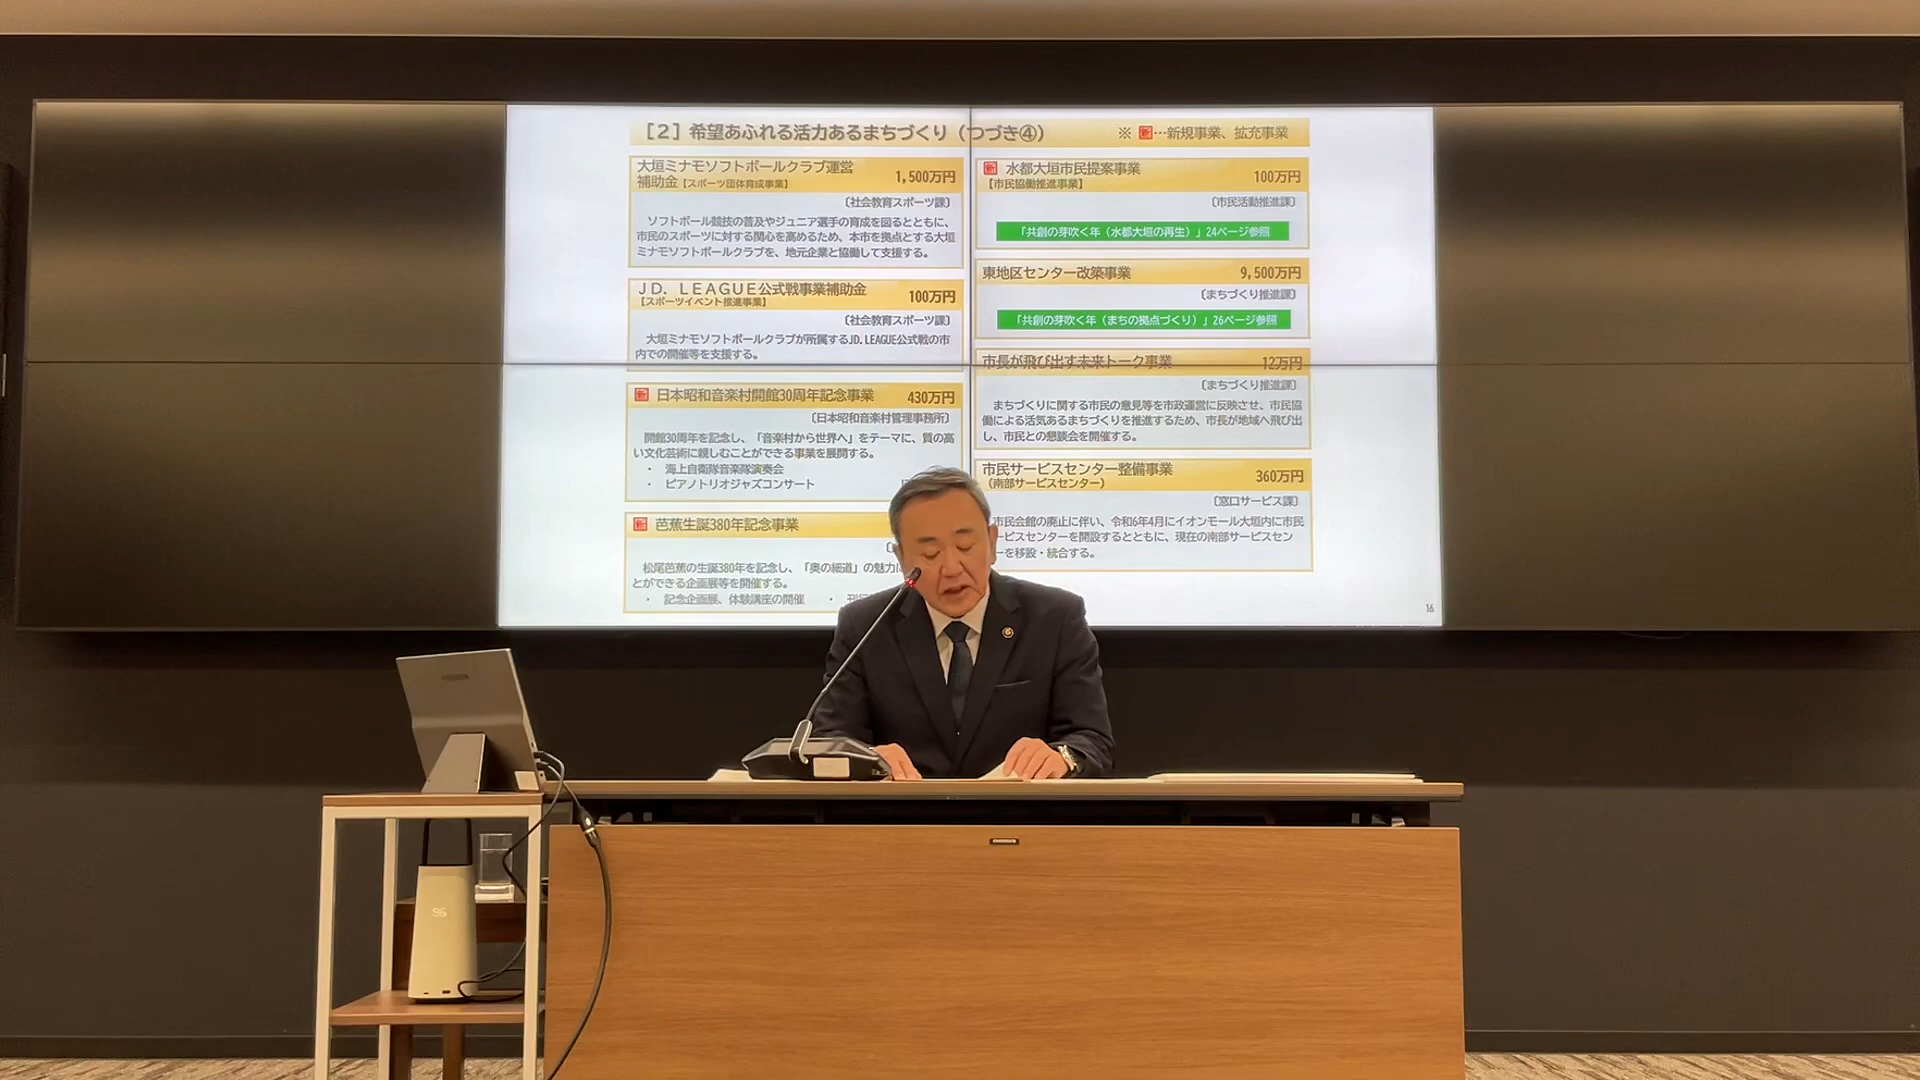 ［２］希望あふれる活力あるまちづくり（つづき④）
※ 新…新規事業、拡充事業
大垣ミナモソフトボールクラブ運営
補助金【スポーツ団体育成事業】
1,500万円
〔社会教育スポーツ課〕
ソフトボール競技の普及やジュニア選手の育成を図るとともに、
市民のスポーツに対する関心を高めるため、本市を拠点とする大垣
ミナモソフトボールクラブを、地元企業と協働して支援する。
ＪＤ．ＬＥＡＧＵＥ公式戦事業補助金
【スポーツイベント推進事業】
100万円
〔社会教育スポーツ課〕
大垣ミナモソフトボールクラブが所属するJD.LEAGUE公式戦の市
内での開催等を支援する。
新 日本昭和音楽村開館30周年記念事業
430万円
〔日本昭和音楽村管理事務所〕
開館30周年を記念し、「音楽村から世界へ」をテーマに、質の高
い文化芸術に親しむことができる事業を展開する。
・ 海上自衛隊音楽隊演奏会
・ ピアノトリオジャズコンサート
新 芭蕉生誕380年記念事業
松尾芭蕉の生誕380年を記念し、「奥の細道」の魅力に
とができる企画展等を開催する。
・ 記念企画展、体験講座の開催 ・ 刊行
新 水都大垣市民提案事業
【市民協働推進事業】
100万円
〔市民活動推進課〕
「共創の芽吹く年（水都大垣の再生）」24ページ参照
東地区センター改築事業
9,500万円
〔まちづくり推進課〕
「共創の芽吹く年（まちの拠点づくり）」26ページ参照
市長が飛び出す未来トーク事業
12万円
〔まちづくり推進課〕
まちづくりに関する市民の意見等を市政運営に反映させ、市民協
働による活気あるまちづくりを推進するため、市長が地域へ飛び出
し、市民との懇談会を開催する。
市民サービスセンター整備事業
（南部サービスセンター）
360万円
〔窓口サービス課〕
市民会館の廃止に伴い、令和6年4月にイオンモール大垣内に市民
ービスセンターを開設するとともに、現在の南部サービスセン
ーを移設・統合する。
16